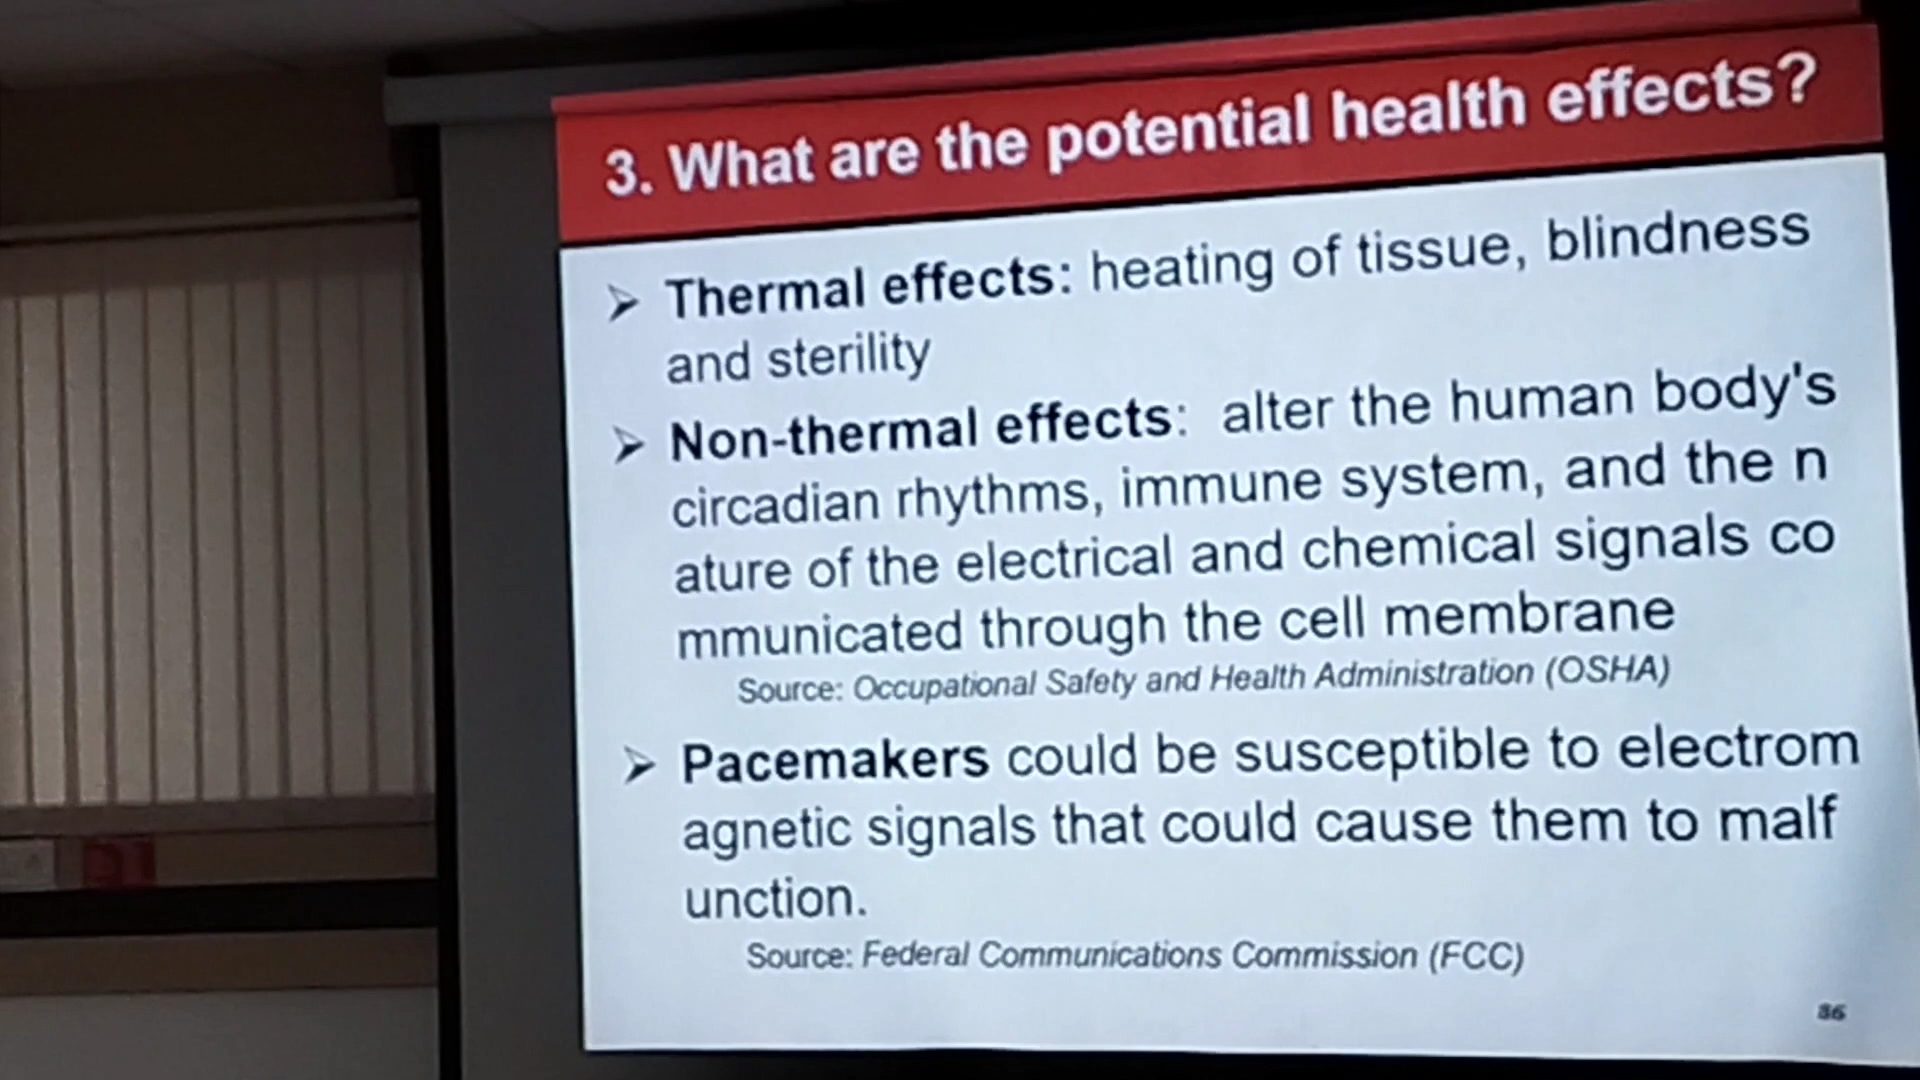 3. What are the potential health effects?
➢ Thermal effects: heating of tissue, blindness
and sterility
➢ Non-thermal effects:  alter the human body's
circadian rhythms, immune system, and the n
ature of the electrical and chemical signals co
mmunicated through the cell membrane
Source: Occupational Safety and Health Administration (OSHA)
➢ Pacemakers could be susceptible to electrom
agnetic signals that could cause them to malf
unction.
Source: Federal Communications Commission (FCC)
86